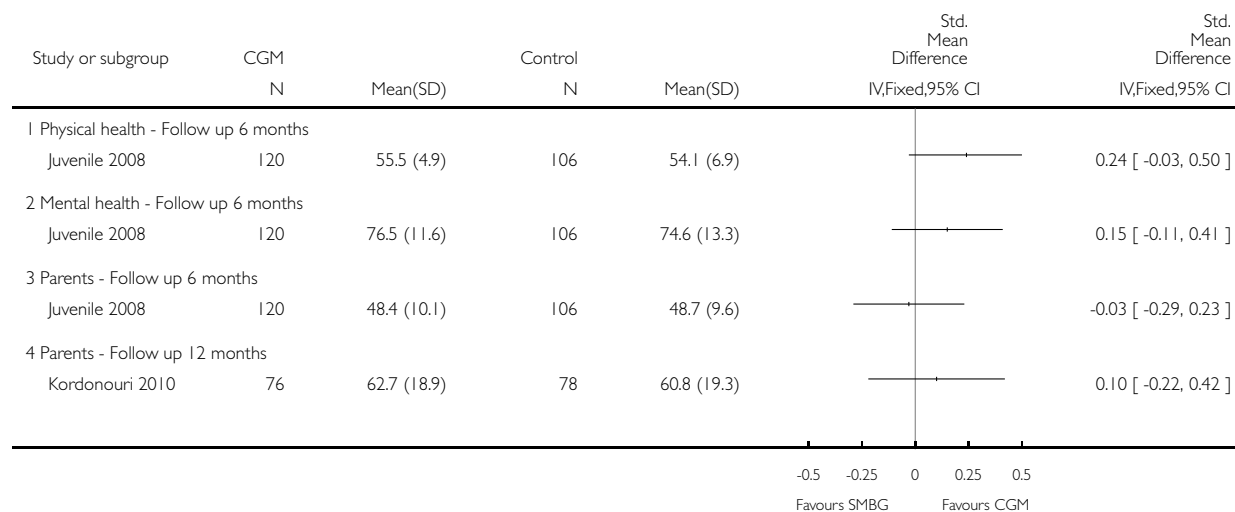 Study or subgroup CGM Control Std. Mean Difference Std. Mean Difference
N Mean(SD) N Mean(SD) IV,Fixed,95% CI IV,Fixed,95% CI
1 Physical health - Follow up 6 months
Juvenile 2008 120 55.5 (4.9) 106 54.1 (6.9) 0.24 [ -0.03, 0.50 ]
2 Mental health - Follow up 6 months
Juvenile 2008 120 76.5 (11.6) 106 74.6 (13.3) 0.15 [ -0.11, 0.41 ]
3 Parents - Follow up 6 months
Juvenile 2008 120 48.4 (10.1) 106 48.7 (9.6) -0.03 [ -0.29, 0.23 ]
4 Parents - Follow up 12 months
Kordonouri 2010 76 62.7 (18.9) 78 60.8 (19.3) 0.10 [ -0.22, 0.42 ]
-0.5 -0.25 0 0.25 0.5
Favours SMBG Favours CGM